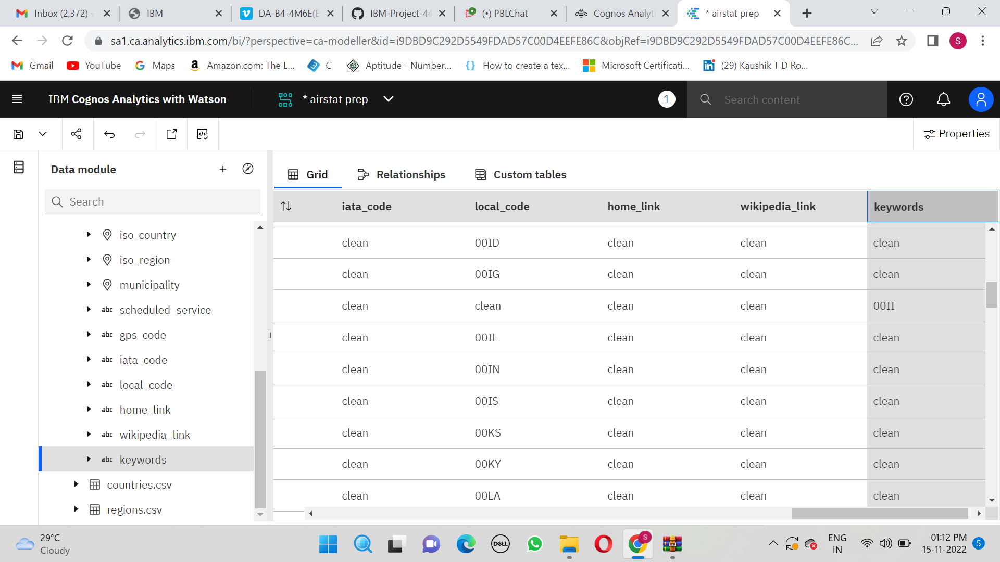 Inbox (2,372) -
IBM
DA-B4-4M6E(E
IBM-Project-44
(•) PBLChat
Cognos Analyti
* airstat prep
sa1.ca.analytics.ibm.com/bi/?perspective=ca-modeller&id=i9DBD9C292D5549FDAD57C00D4EEFE86C&objRef=i9DBD9C292D5549FDAD57C00D4EEFE86C...
S
Gmail
YouTube
Maps
Amazon.com: The L...
C
Aptitude - Number...
How to create a tex...
Microsoft Certificati...
(29) Kaushik T D Ro...
IBM Cognos Analytics with Watson
* airstat prep
1
Search content
Properties
Data module
Search
iso_country
iso_region
municipality
abc scheduled_service
abc gps_code
abc iata_code
abc local_code
abc home_link
abc wikipedia_link
abc keywords
countries.csv
regions.csv
Grid
Relationships
Custom tables
iata_code local_code home_link wikipedia_link keywords
clean 00ID clean clean clean
clean 00IG clean clean clean
clean clean clean clean 00II
clean 00IL clean clean clean
clean 00IN clean clean clean
clean 00IS clean clean clean
clean 00KS clean clean clean
clean 00KY clean clean clean
clean 00LA clean clean clean
29°C
Cloudy
DELL
S
ENG
IN
01:12 PM
15-11-2022
5